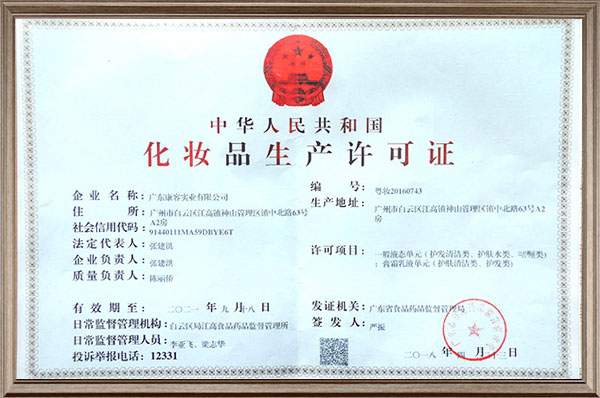 中华人民共和国
化妆品生产许可证
企业名称：广东康容实业有限公司
住所：广州市白云区江高镇神山管理区镇中北路63号A2房
社会信用代码：91440111MA59DBYE6T
法定代表人：张建洪
企业负责人：张建洪
质量负责人：陈丽侨
编号：粤妆20160743
生产地址：广州市白云区江高镇神山管理区镇中北路63号A2房
许可项目：一般液态单元（护发清洁类、护肤水类、啫喱类）
；膏霜乳液单元（护肤清洁类、护发类）
有效期至：二〇二一年九月十八日
日常监督管理机构：白云区局江高食品药品监督管理所
日常监督管理人员：李亚飞、梁志华
投诉举报电话：12331
发证机关：广东省食品药品监督管理局
签发人：严振
二〇一八年四月十三日